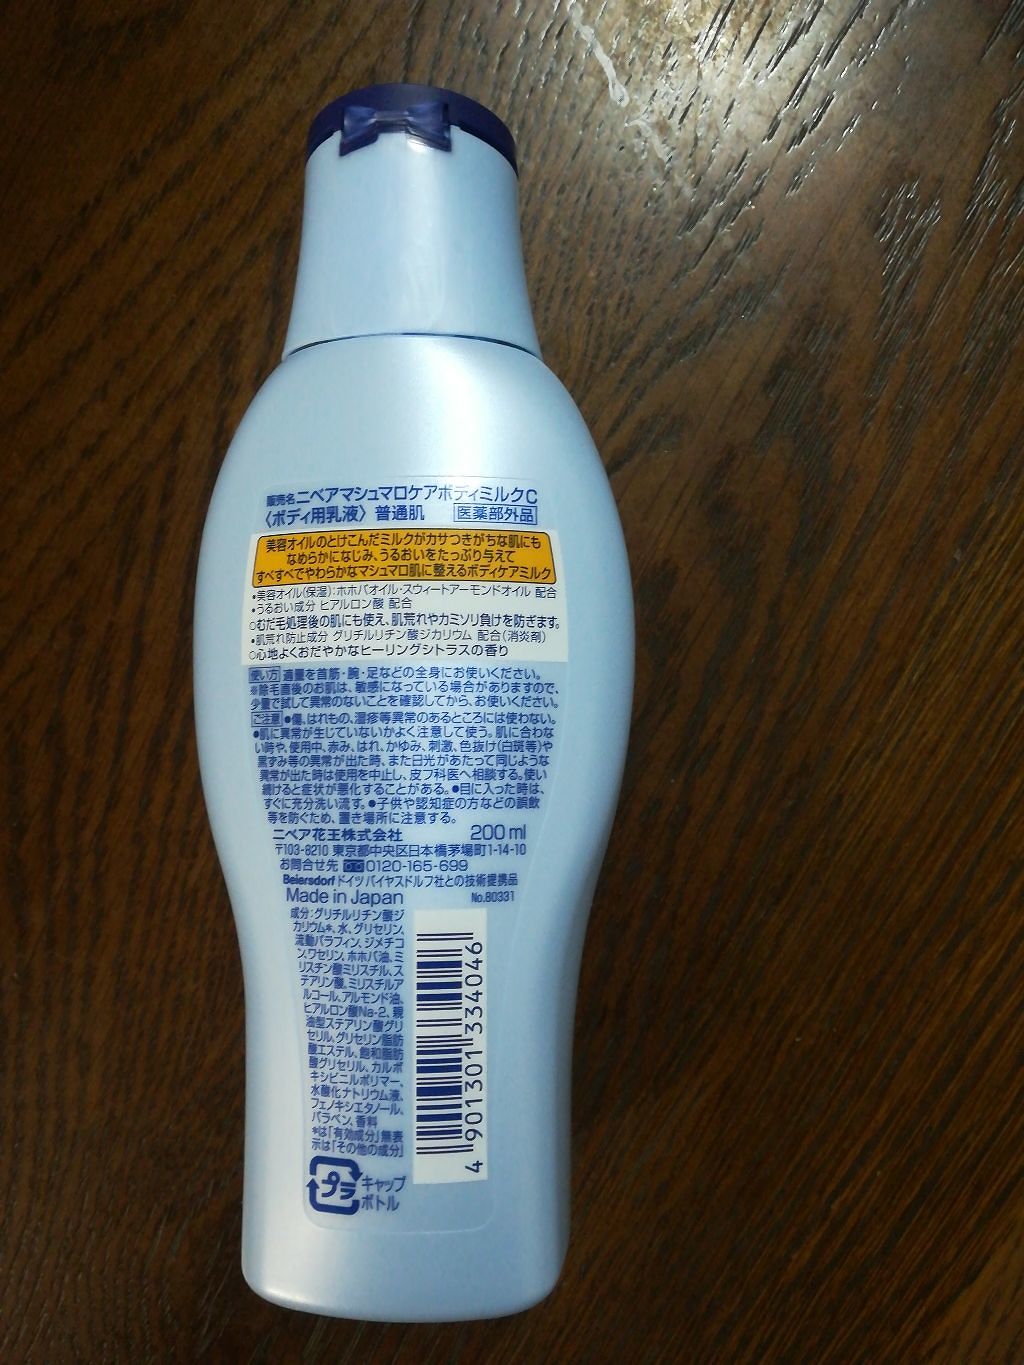 販売名ニベアマシュマロケアボディミルクC
〈ボディ用乳液〉普通肌 医薬部外品
美容オイルのとけこんだミルクがカサつきがちな肌にも
なめらかになじみ、うるおいをたっぷり与えて
すべすべでやわらかなマシュマロ肌に整えるボディケアミルク
•美容オイル(保湿):ホホバオイル・スウィートアーモンドオイル 配合
•うるおい成分 ヒアルロン酸 配合
○むだ毛処理後の肌にも使え、肌荒れやカミソリ負けを防ぎます。
•肌荒れ防止成分 グリチルリチン酸ジカリウム 配合(消炎剤)
○心地よくおだやかなヒーリングシトラスの香り
使い方 適量を首筋・腕・足などの全身にお使いください。
※除毛直後のお肌は、敏感になっている場合がありますので、
少量で試して異常のないことを確認してから、お使いください。
ご注意 ●傷、はれもの、湿疹等異常のあるところには使わない。
●肌に異常が生じていないかよく注意して使う。肌に合わな
い時や、使用中、赤み、はれ、かゆみ、刺激、色抜け(白斑等)や
黒ずみ等の異常が出た時、また日光があたって同じような
異常が出た時は使用を中止し、皮フ科医へ相談する。使い
続けると症状が悪化することがある。●目に入った時は、
すぐに充分洗い流す。●子供や認知症の方などの誤飲
等を防ぐため、置き場所に注意する。
ニベア花王株式会社 200ml
〒103-8210 東京都中央区日本橋茅場町1-14-10
お問合せ先 0120-165-699
Beiersdorf ドイツバイヤスドルフ社との技術提携品
Made in Japan No.80331
成分:グリチルリチン酸ジ
カリウム*、水、グリセリン、
流動パラフィン、ジメチコ
ン、ワセリン、ホホバ油、ミ
リスチン酸ミリスチル、ス
テアリン酸、ミリスチルア
ルコール、アルモンド油、
ヒアルロン酸Na-2、親
油型ステアリン酸グリ
セリル、グリセリン脂肪
酸エステル、飽和脂肪
酸グリセリル、カルボ
キシビニルポリマー、
水酸化ナトリウム液、
フェノキシエタノール、
パラベン、香料
*は「有効成分」無表
示は「その他の成分」
4 901301 334046
プラ キャップ
ボトル